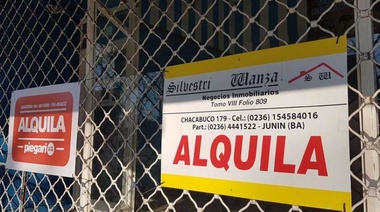 ALQUILA
piegari
Silvestri Wanza
S W
Negocios Inmobiliarios
Tomo VIII Folio 809
CHACABUCO 179 - Cel.: (0236) 154584016
Part.: (0236) 4441522 - JUNIN (BA)
ALQUILA